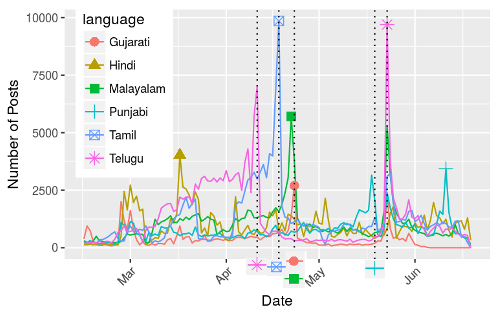 language
Gujarati
Hindi
Malayalam
Punjabi
Tamil
Telugu
Number of Posts
10000
7500
5000
2500
0
Mar
Apr
May
Jun
Date